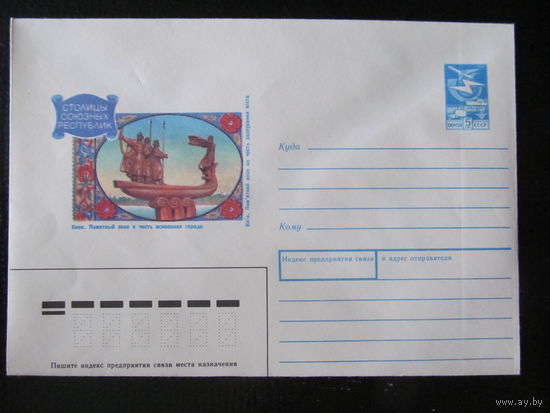 СТОЛИЦЫ
СОЮЗНЫХ
РЕСПУБЛИК
Киев. Памятный знак в честь основания города
Київ. Пам'ятний знак на честь заснування міста
ПОЧТА 5 СССР
Куда
Кому
Индекс предприятия связи и адрес отправителя
Пишите индекс предприятия связи места назначения
www.ay.by